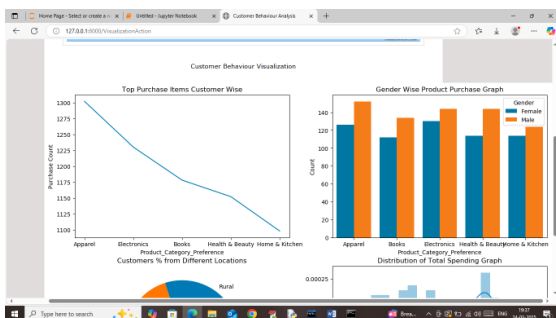 Home Page - Select or create a n
Untitled - Jupyter Notebook
Customer Behaviour Analysis
127.0.0.1:8000/VisualizationAction
Customer Behaviour Visualization
Top Purchase Items Customer Wise
Purchase Count
1300
1275
1250
1225
1200
1175
1150
1125
1100
Apparel Electronics Books Health & Beauty Home & Kitchen
Product_Category_Preference
Gender Wise Product Purchase Graph
Gender
Female
Male
Count
140
120
100
80
60
40
20
0
Apparel Books Electronics Health & Beauty Home & Kitchen
Product_Category_Preference
Customers % from Different Locations
Rural
Distribution of Total Spending Graph
0.00025
Type here to search
Brea...
ENG
19:27